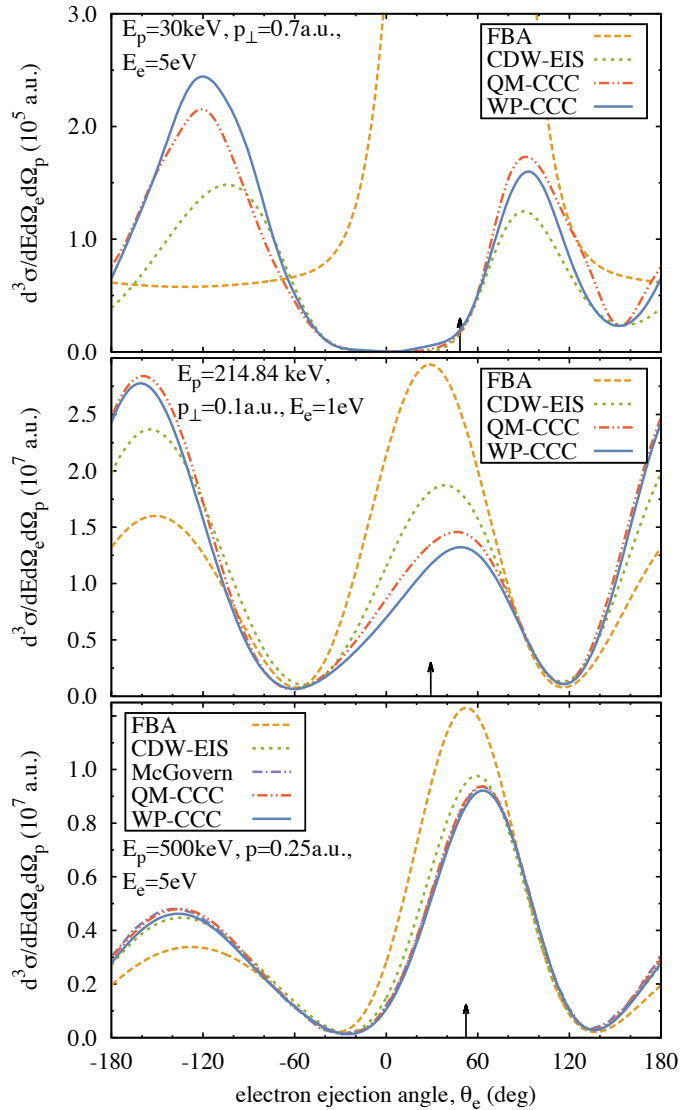 E_p=30keV, p_⊥=0.7a.u.,
E_e=5eV
FBA
CDW-EIS
QM-CCC
WP-CCC
3.0
2.0
1.0
0.0
d³σ/dEdΩ_edΩ_p (10⁵ a.u.)
E_p=214.84 keV,
p_⊥=0.1a.u., E_e=1eV
FBA
CDW-EIS
QM-CCC
WP-CCC
2.5
2.0
1.5
1.0
0.5
0.0
d³σ/dEdΩ_edΩ_p (10⁷ a.u.)
FBA
CDW-EIS
McGovern
QM-CCC
WP-CCC
E_p=500keV, p=0.25a.u.,
E_e=5eV
1.0
0.8
0.6
0.4
0.2
0.0
d³σ/dEdΩ_edΩ_p (10⁷ a.u.)
-180 -120 -60 0 60 120 180
electron ejection angle, θ_e (deg)